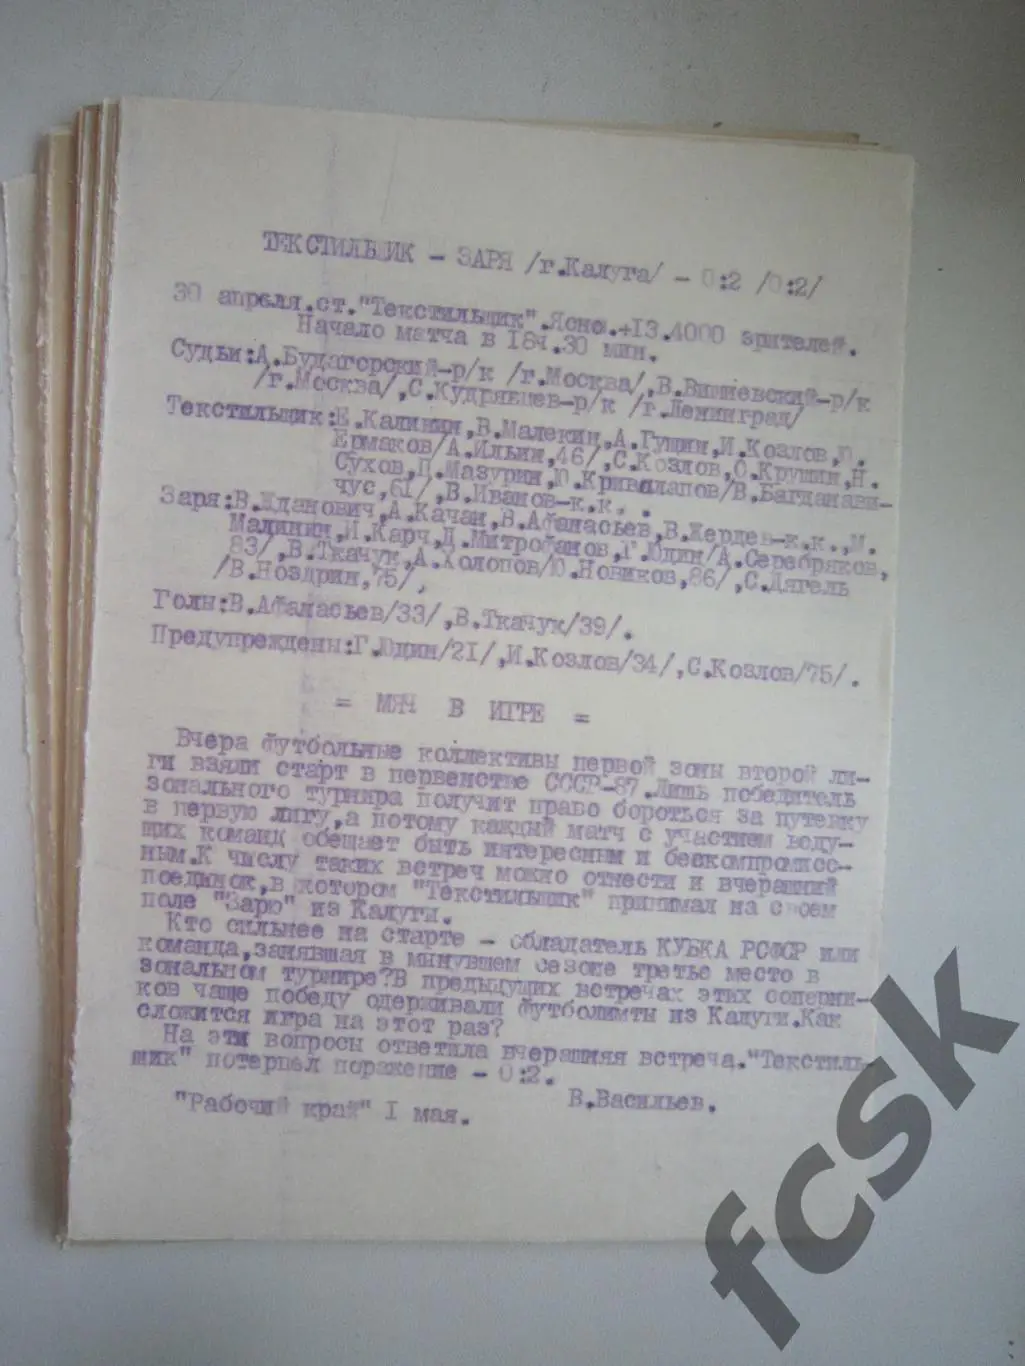 ТЕКСТИЛЬЩИК - ЗАРЯ /г.Калуга/ - 0:2 /0:2/
30 апреля.ст."Текстильщик".Ясно.+13.4000 зрителей.
Начало матча в 18ч.30 мин.
Судьи:А.Будагорский-р/к /г.Москва/,В.Вишневский-р/к
/г.Москва/,С.Кудрявцев-р/к /г.Ленинград/
Текстильщик:Е.Калинин,В.Малекин,А.Гущин,И.Козлов,Ю.
Ермаков/А.Ильин,46/,С.Козлов,О.Крушин,Н.
Сухов,П.Мазурин,Ю.Кривалапов/В.Багданави-
чус,61/,В.Иванов-к.к. .
Заря:В.Жданович,А.Качан,В.Афанасьев,В.Жердев-к.к.,М.
Малинин,И.Карч,Д.Митрофанов,Г.Юдин/А.Серебряков,
83/,В.Ткачук,А.Холопов/Ю.Новиков,86/,С.Дягель
/В.Ноздрин,75/,
Голы:В.Афанасьев/33/,В.Ткачук/39/.
Предупреждены:Г.Юдин/21/,И.Козлов/34/,С.Козлов/75/.
= МЯЧ В ИГРЕ =
Вчера футбольные коллективы первой зоны второй ли-
ги взяли старт в первенстве СССР-87.Лишь победитель
зонального турнира получит право бороться за путевку
в первую лигу,а потому каждый матч с участием веду-
щих команд обещает быть интересным и бескомпромисс-
ным.К числу таких встреч можно отнести и вчерашний
поединок,в котором "Текстильщик" принимал на своем
поле "Зарю" из Калуги.
Кто сильнее на старте - обладатель КУБКА РСФСР или
команда,занявшая в минувшем сезоне третье место в
зональном турнире?В предыдущих встречах этих соперни-
ков чаще победу одерживали футболимты из Калуги.Как
сложится игра на этот раз?
На эти вопросы ответила вчерашняя встреча."Текстиль-
щик" потерпел поражение - 0:2.
В.Васильев.
"Рабочий край" I мая.
fcsk